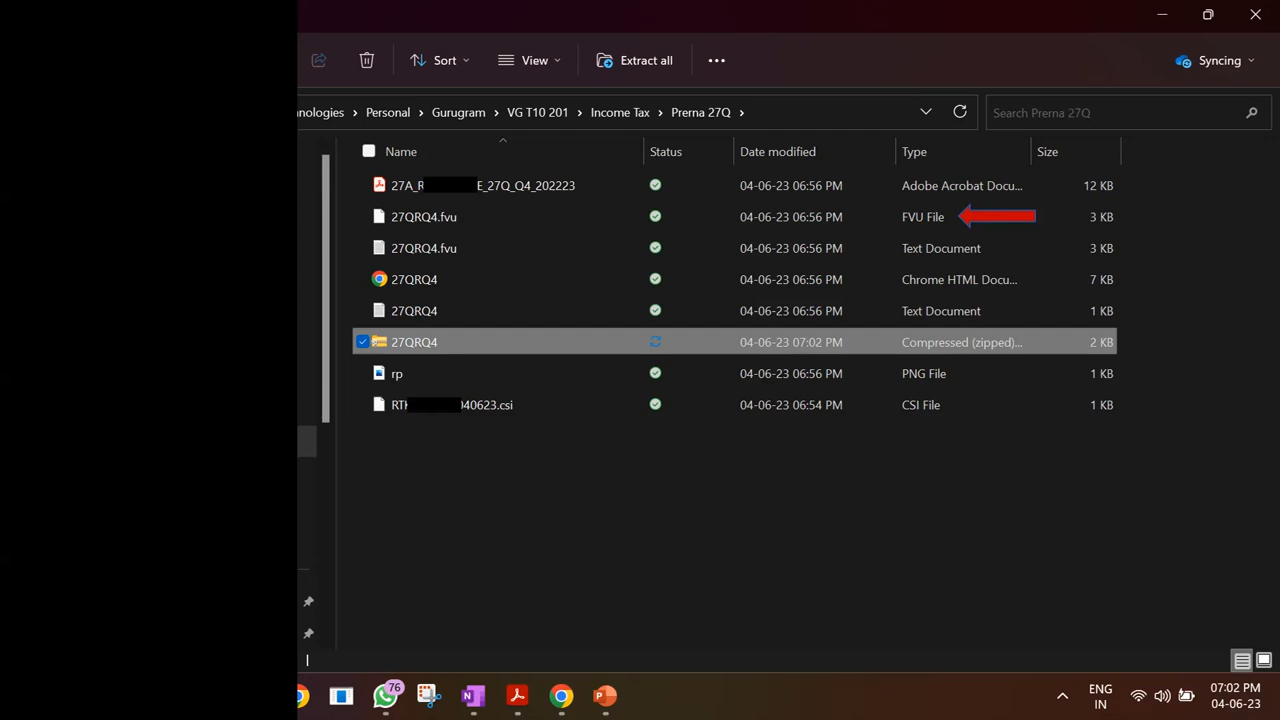 Sort
View
Extract all
Syncing
nologies > Personal > Gurugram > VG T10 201 > Income Tax > Prerna 27Q >
Search Prerna 27Q
Name Status Date modified Type Size
27A_R E_27Q_Q4_202223 04-06-23 06:56 PM Adobe Acrobat Docu... 12 KB
27QRQ4.fvu 04-06-23 06:56 PM FVU File 3 KB
27QRQ4.fvu 04-06-23 06:56 PM Text Document 3 KB
27QRQ4 04-06-23 06:56 PM Chrome HTML Docu... 7 KB
27QRQ4 04-06-23 06:56 PM Text Document 1 KB
27QRQ4 04-06-23 07:02 PM Compressed (zipped)... 2 KB
rp 04-06-23 06:56 PM PNG File 1 KB
RTK 040623.csi 04-06-23 06:54 PM CSI File 1 KB
76
N
P
ENG
IN
07:02 PM
04-06-23